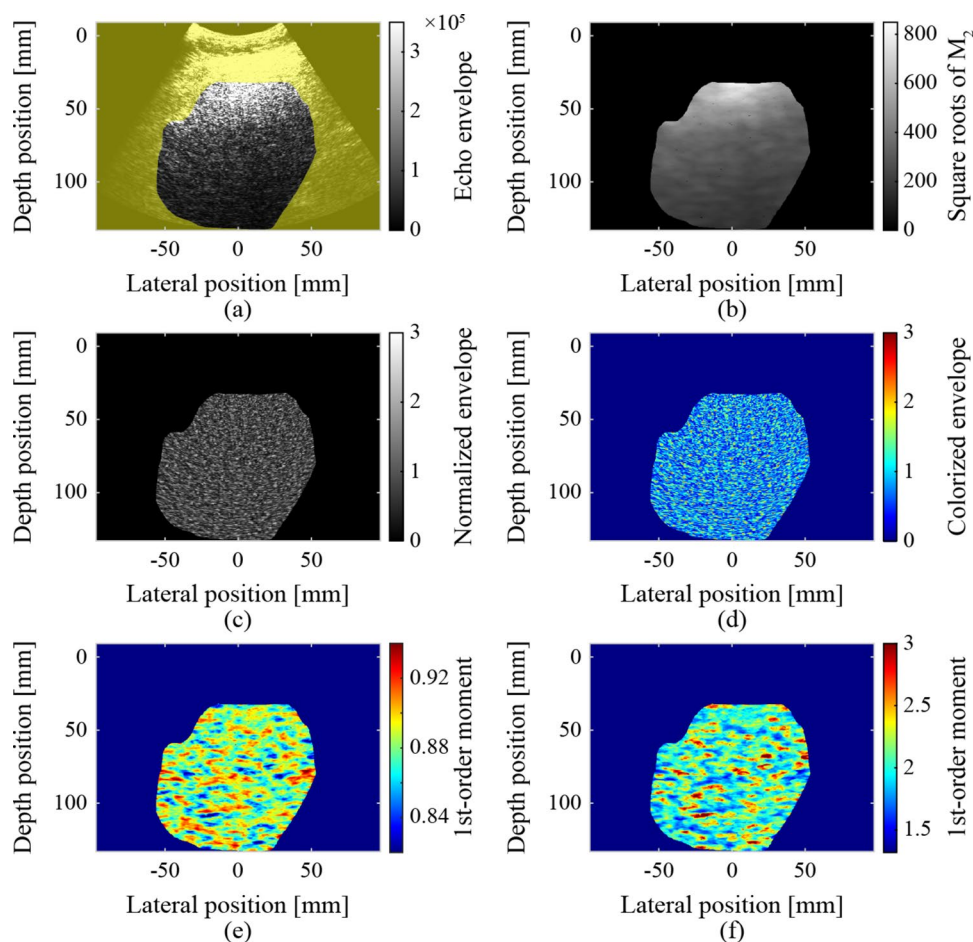 ×10⁵
Depth position [mm]
0
50
100
-50 0 50
Lateral position [mm]
(a)
3
2
1
0
Echo envelope
Depth position [mm]
0
50
100
-50 0 50
Lateral position [mm]
(b)
800
600
400
200
0
Square roots of M₂
Depth position [mm]
0
50
100
-50 0 50
Lateral position [mm]
(c)
3
2
1
0
Normalized envelope
Depth position [mm]
0
50
100
-50 0 50
Lateral position [mm]
(d)
3
2
1
0
Colorized envelope
Depth position [mm]
0
50
100
-50 0 50
Lateral position [mm]
(e)
0.92
0.88
0.84
1st-order moment
Depth position [mm]
0
50
100
-50 0 50
Lateral position [mm]
(f)
3
2.5
2
1.5
1st-order moment